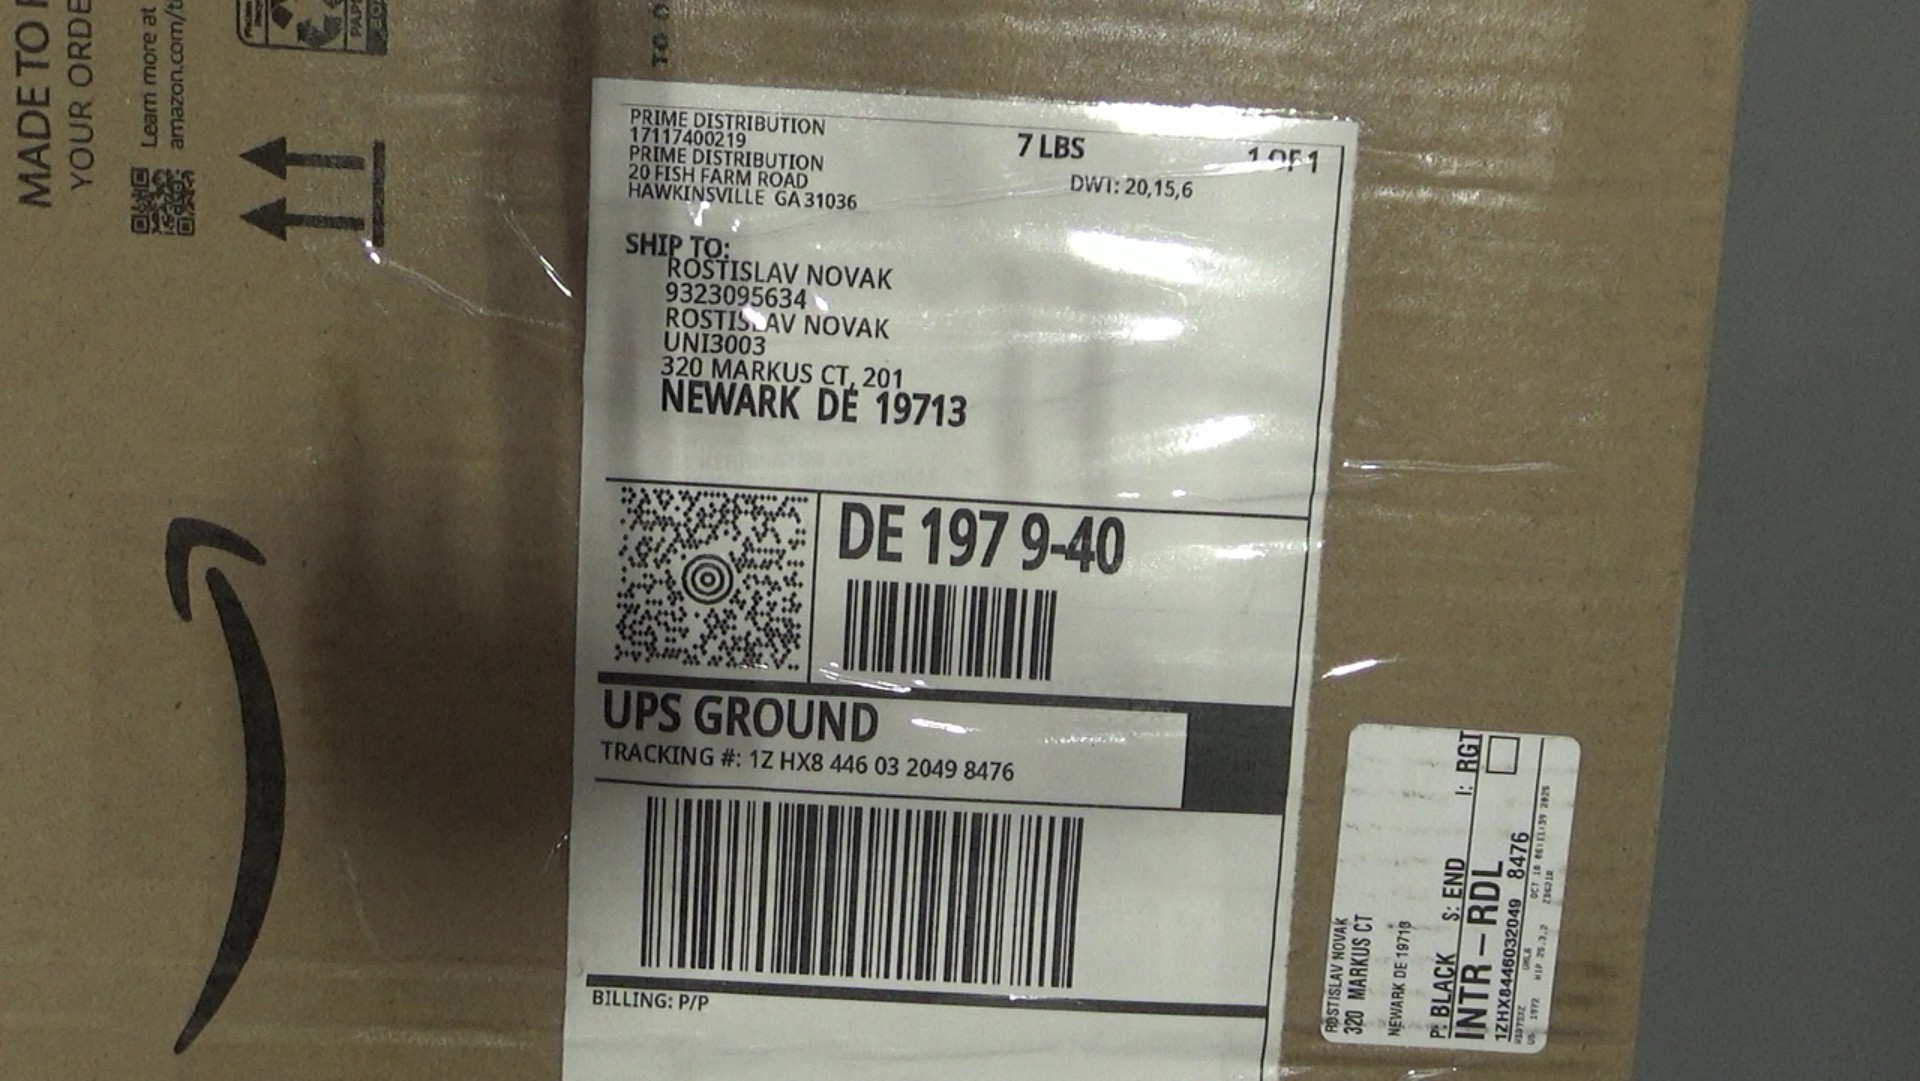 MADE TO
YOUR ORDE
Learn more at
amazon.com/
TO O
PRIME DISTRIBUTION
17117400219
PRIME DISTRIBUTION
20 FISH FARM ROAD
HAWKINSVILLE GA 31036
7 LBS
1 OF 1
DWT: 20,15,6
SHIP TO:
ROSTISLAV NOVAK
9323095634
ROSTISLAV NOVAK
UNI3003
320 MARKUS CT, 201
NEWARK DE 19713
DE 197 9-40
UPS GROUND
TRACKING #: 1Z HX8 446 03 2049 8476
BILLING: P/P
ROSTISLAV NOVAK
320 MARKUS CT
NEWARK DE 19713
P: BLACK S: END I: RGT
INTR-RDL
1ZHX8446032049 8476